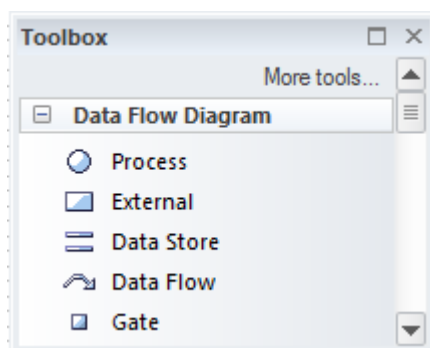 Toolbox
More tools...
Data Flow Diagram
Process
External
Data Store
Data Flow
Gate